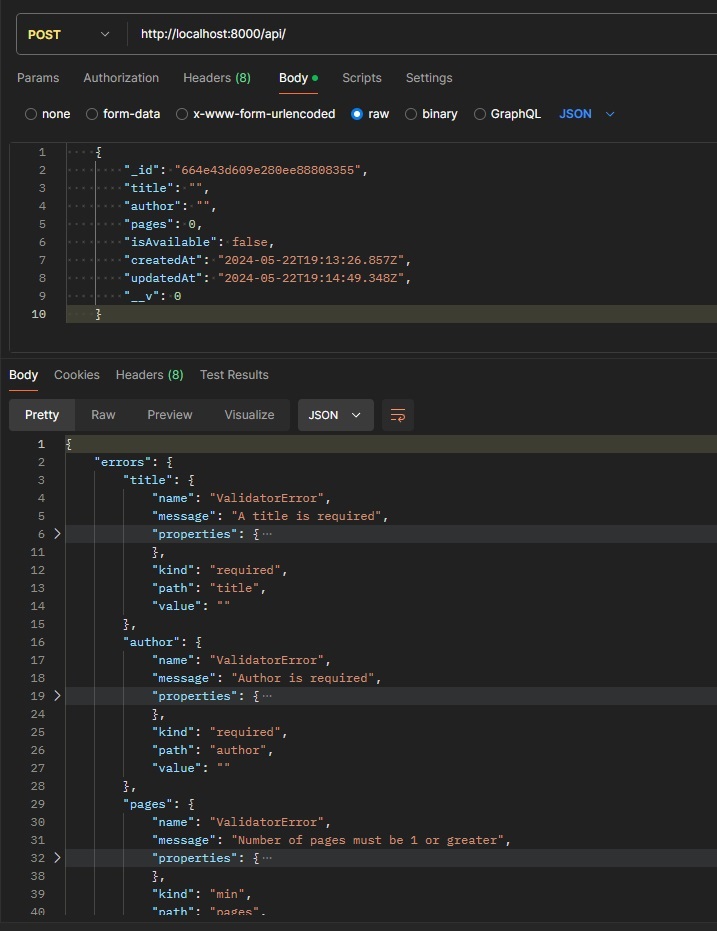 POST http://localhost:8000/api/
Params Authorization Headers (8) Body Scripts Settings
none form-data x-www-form-urlencoded raw binary GraphQL JSON
1 {
2 "_id": "664e43d609e280ee88808355",
3 "title": "",
4 "author": "",
5 "pages": 0,
6 "isAvailable": false,
7 "createdAt": "2024-05-22T19:13:26.857Z",
8 "updatedAt": "2024-05-22T19:14:49.348Z",
9 "__v": 0
10 }
Body Cookies Headers (8) Test Results
Pretty Raw Preview Visualize JSON
1 {
2 "errors": {
3 "title": {
4 "name": "ValidatorError",
5 "message": "A title is required",
6 "properties": {⋯
11 },
12 "kind": "required",
13 "path": "title",
14 "value": ""
15 },
16 "author": {
17 "name": "ValidatorError",
18 "message": "Author is required",
19 "properties": {⋯
24 },
25 "kind": "required",
26 "path": "author",
27 "value": ""
28 },
29 "pages": {
30 "name": "ValidatorError",
31 "message": "Number of pages must be 1 or greater",
32 "properties": {⋯
38 },
39 "kind": "min",
40 "path": "pages",